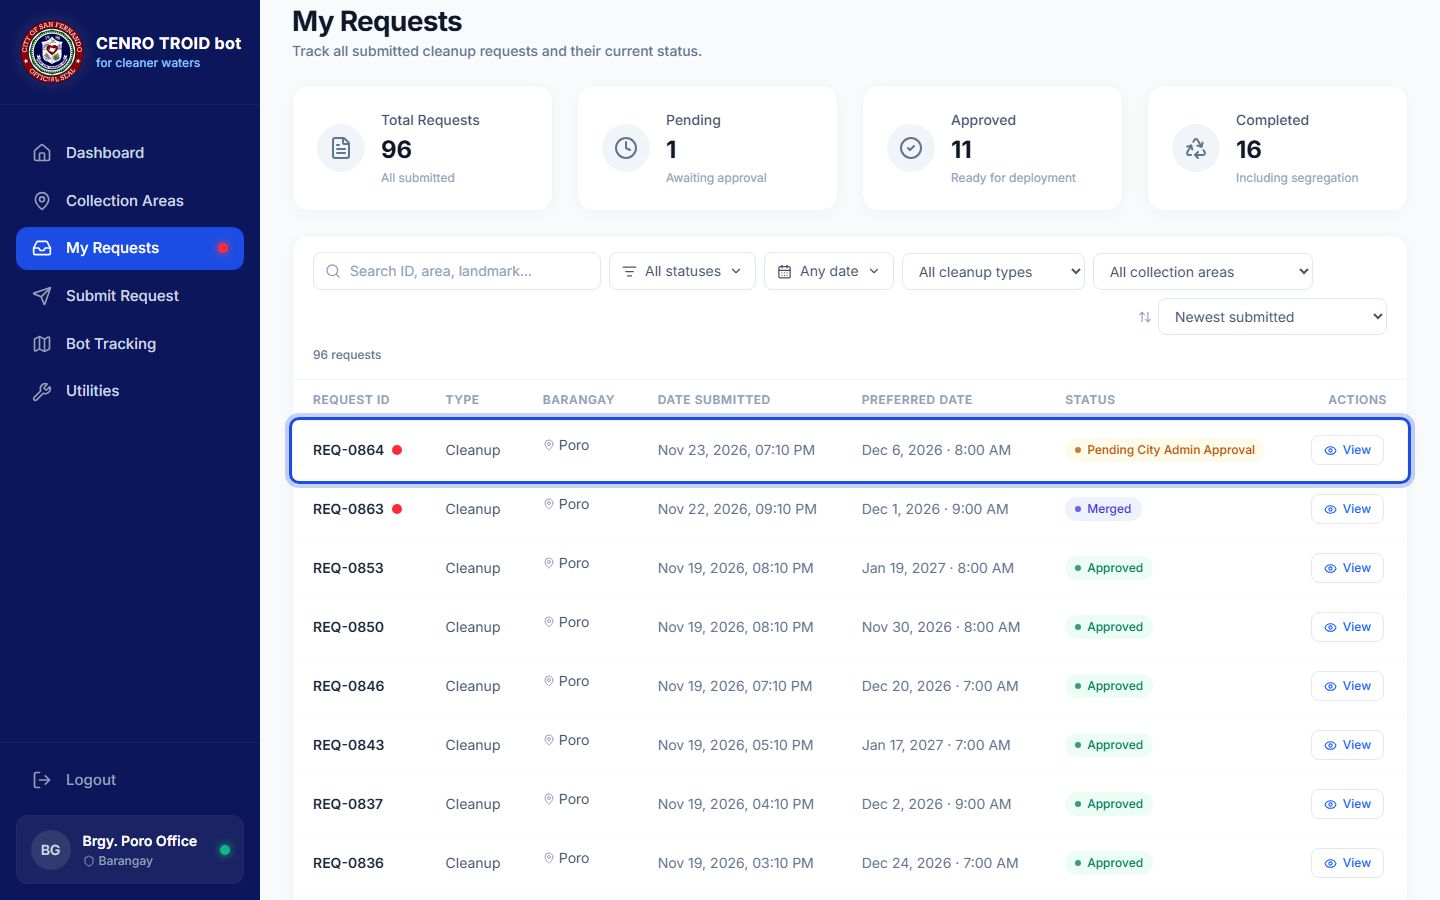 CITY OF SAN FERNANDO
OFFICIAL SEAL
CENRO TROID bot
for cleaner waters
Dashboard
Collection Areas
My Requests
Submit Request
Bot Tracking
Utilities
Logout
BG
Brgy. Poro Office
Barangay
My Requests
Track all submitted cleanup requests and their current status.
Total Requests
96
All submitted
Pending
1
Awaiting approval
Approved
11
Ready for deployment
Completed
16
Including segregation
Search ID, area, landmark...
All statuses
Any date
All cleanup types
All collection areas
Newest submitted
96 requests
REQUEST ID TYPE BARANGAY DATE SUBMITTED PREFERRED DATE STATUS ACTIONS
REQ-0864 Cleanup Poro Nov 23, 2026, 07:10 PM Dec 6, 2026 · 8:00 AM Pending City Admin Approval View
REQ-0863 Cleanup Poro Nov 22, 2026, 09:10 PM Dec 1, 2026 · 9:00 AM Merged View
REQ-0853 Cleanup Poro Nov 19, 2026, 08:10 PM Jan 19, 2027 · 8:00 AM Approved View
REQ-0850 Cleanup Poro Nov 19, 2026, 08:10 PM Nov 30, 2026 · 8:00 AM Approved View
REQ-0846 Cleanup Poro Nov 19, 2026, 07:10 PM Dec 20, 2026 · 7:00 AM Approved View
REQ-0843 Cleanup Poro Nov 19, 2026, 05:10 PM Jan 17, 2027 · 7:00 AM Approved View
REQ-0837 Cleanup Poro Nov 19, 2026, 04:10 PM Dec 2, 2026 · 9:00 AM Approved View
REQ-0836 Cleanup Poro Nov 19, 2026, 03:10 PM Dec 24, 2026 · 7:00 AM Approved View